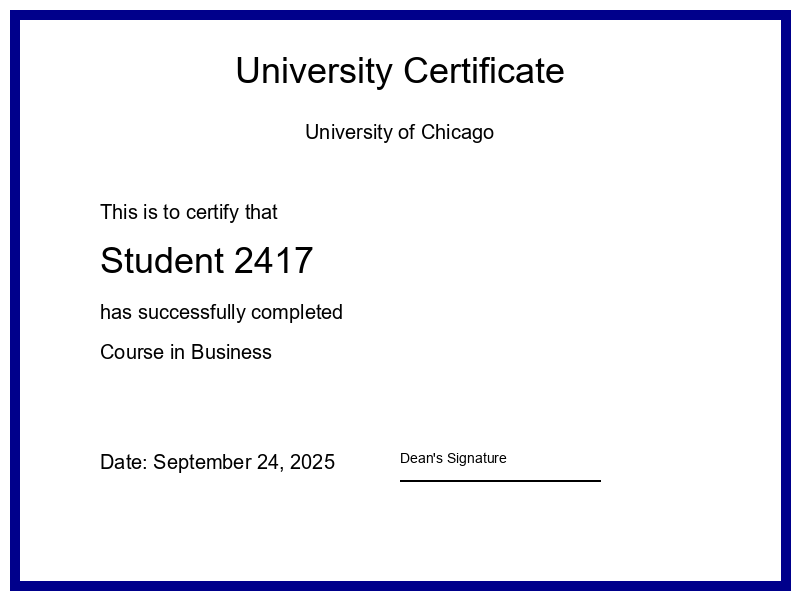 University Certificate
University of Chicago
This is to certify that
Student 2417
has successfully completed
Course in Business
Date: September 24, 2025
Dean's Signature